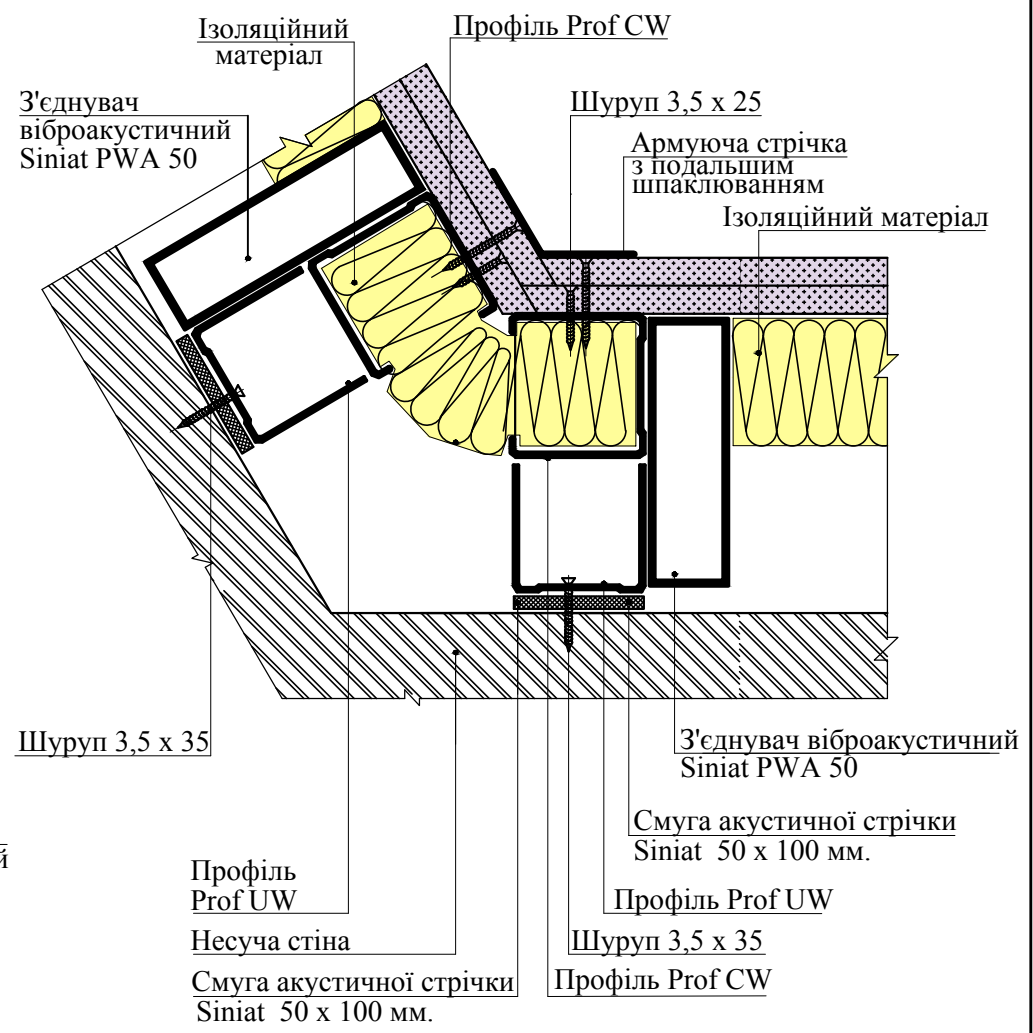 Ізоляційний
матеріал
Профіль Prof CW
З'єднувач
віброакустичний
Siniat PWA 50
Шуруп 3,5 х 25
Армуюча стрічка
з подальшим
шпаклюванням
Ізоляційний матеріал
Шуруп 3,5 х 35
З'єднувач віброакустичний
Siniat PWA 50
Смуга акустичної стрічки
Siniat 50 х 100 мм.
й
Профіль
Prof UW
Профіль Prof UW
Несуча стіна
Шуруп 3,5 х 35
Смуга акустичної стрічки
Siniat 50 х 100 мм.
Профіль Prof CW